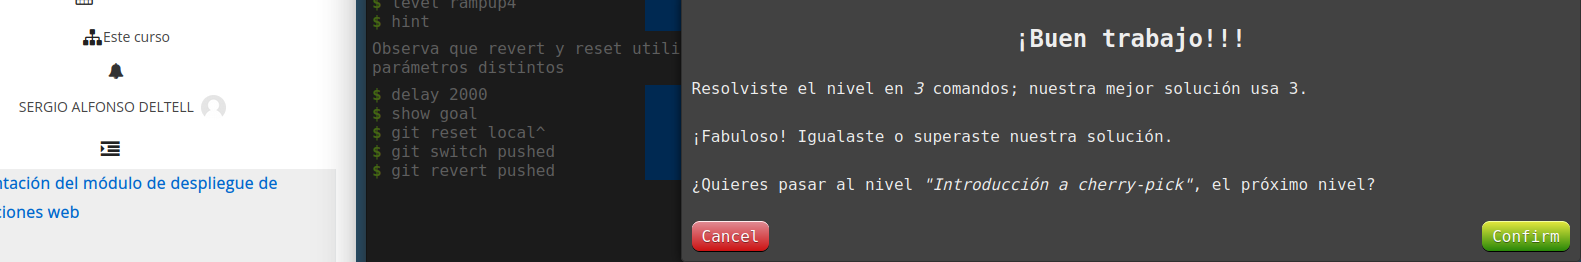 Este curso
SERGIO ALFONSO DELTELL
ntación del módulo de despliegue de
ciones web
$ level rampup4
$ hint
Observa que revert y reset utili
parámetros distintos
$ delay 2000
$ show goal
$ git reset local^
$ git switch pushed
$ git revert pushed
¡Buen trabajo!!!
Resolviste el nivel en 3 comandos; nuestra mejor solución usa 3.
¡Fabuloso! Igualaste o superaste nuestra solución.
¿Quieres pasar al nivel "Introducción a cherry-pick", el próximo nivel?
Cancel
Confirm